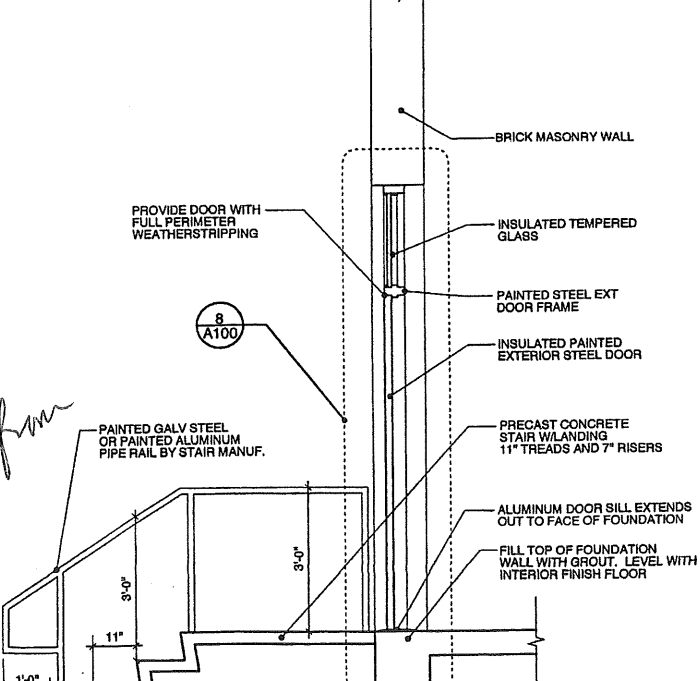 BRICK MASONRY WALL
PROVIDE DOOR WITH
FULL PERIMETER
WEATHERSTRIPPING
INSULATED TEMPERED
GLASS
PAINTED STEEL EXT
DOOR FRAME
8
A100
INSULATED PAINTED
EXTERIOR STEEL DOOR
from
PAINTED GALV STEEL
OR PAINTED ALUMINUM
PIPE RAIL BY STAIR MANUF.
PRECAST CONCRETE
STAIR W/LANDING
11" TREADS AND 7" RISERS
ALUMINUM DOOR SILL EXTENDS
OUT TO FACE OF FOUNDATION
FILL TOP OF FOUNDATION
WALL WITH GROUT. LEVEL WITH
INTERIOR FINISH FLOOR
3'-0"
3'-0"
11"
1'-0"